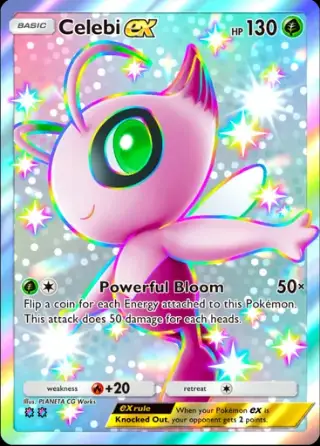 BASIC Celebi ex HP 130
Powerful Bloom 50×
Flip a coin for each Energy attached to this Pokémon.
This attack does 50 damage for each heads.
weakness +20 retreat
Illus. PLANETA CG Works
ex rule When your Pokémon ex is
Knocked Out, your opponent gets 2 points.